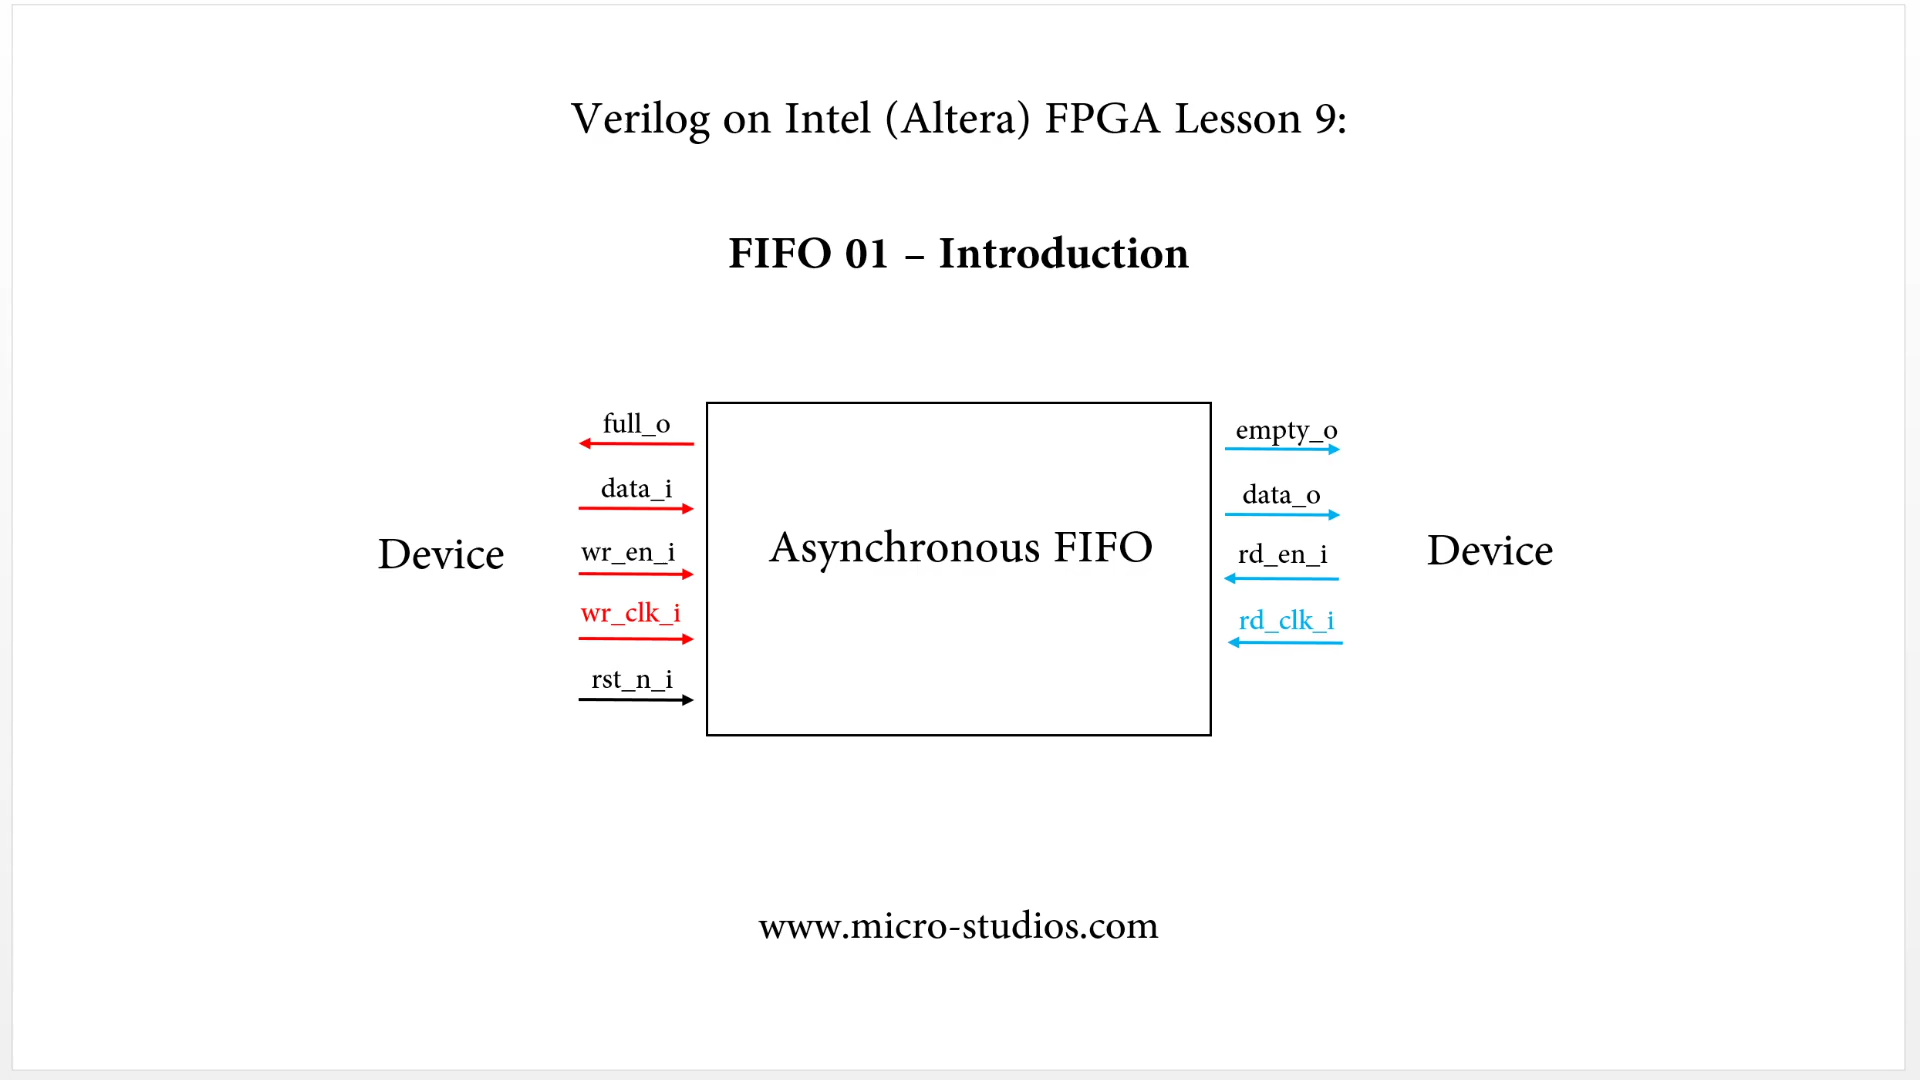 Verilog on Intel (Altera) FPGA Lesson 9:
FIFO 01 – Introduction
full_o
data_i
wr_en_i
wr_clk_i
rst_n_i
Device
Asynchronous FIFO
empty_o
data_o
rd_en_i
rd_clk_i
Device
www.micro-studios.com